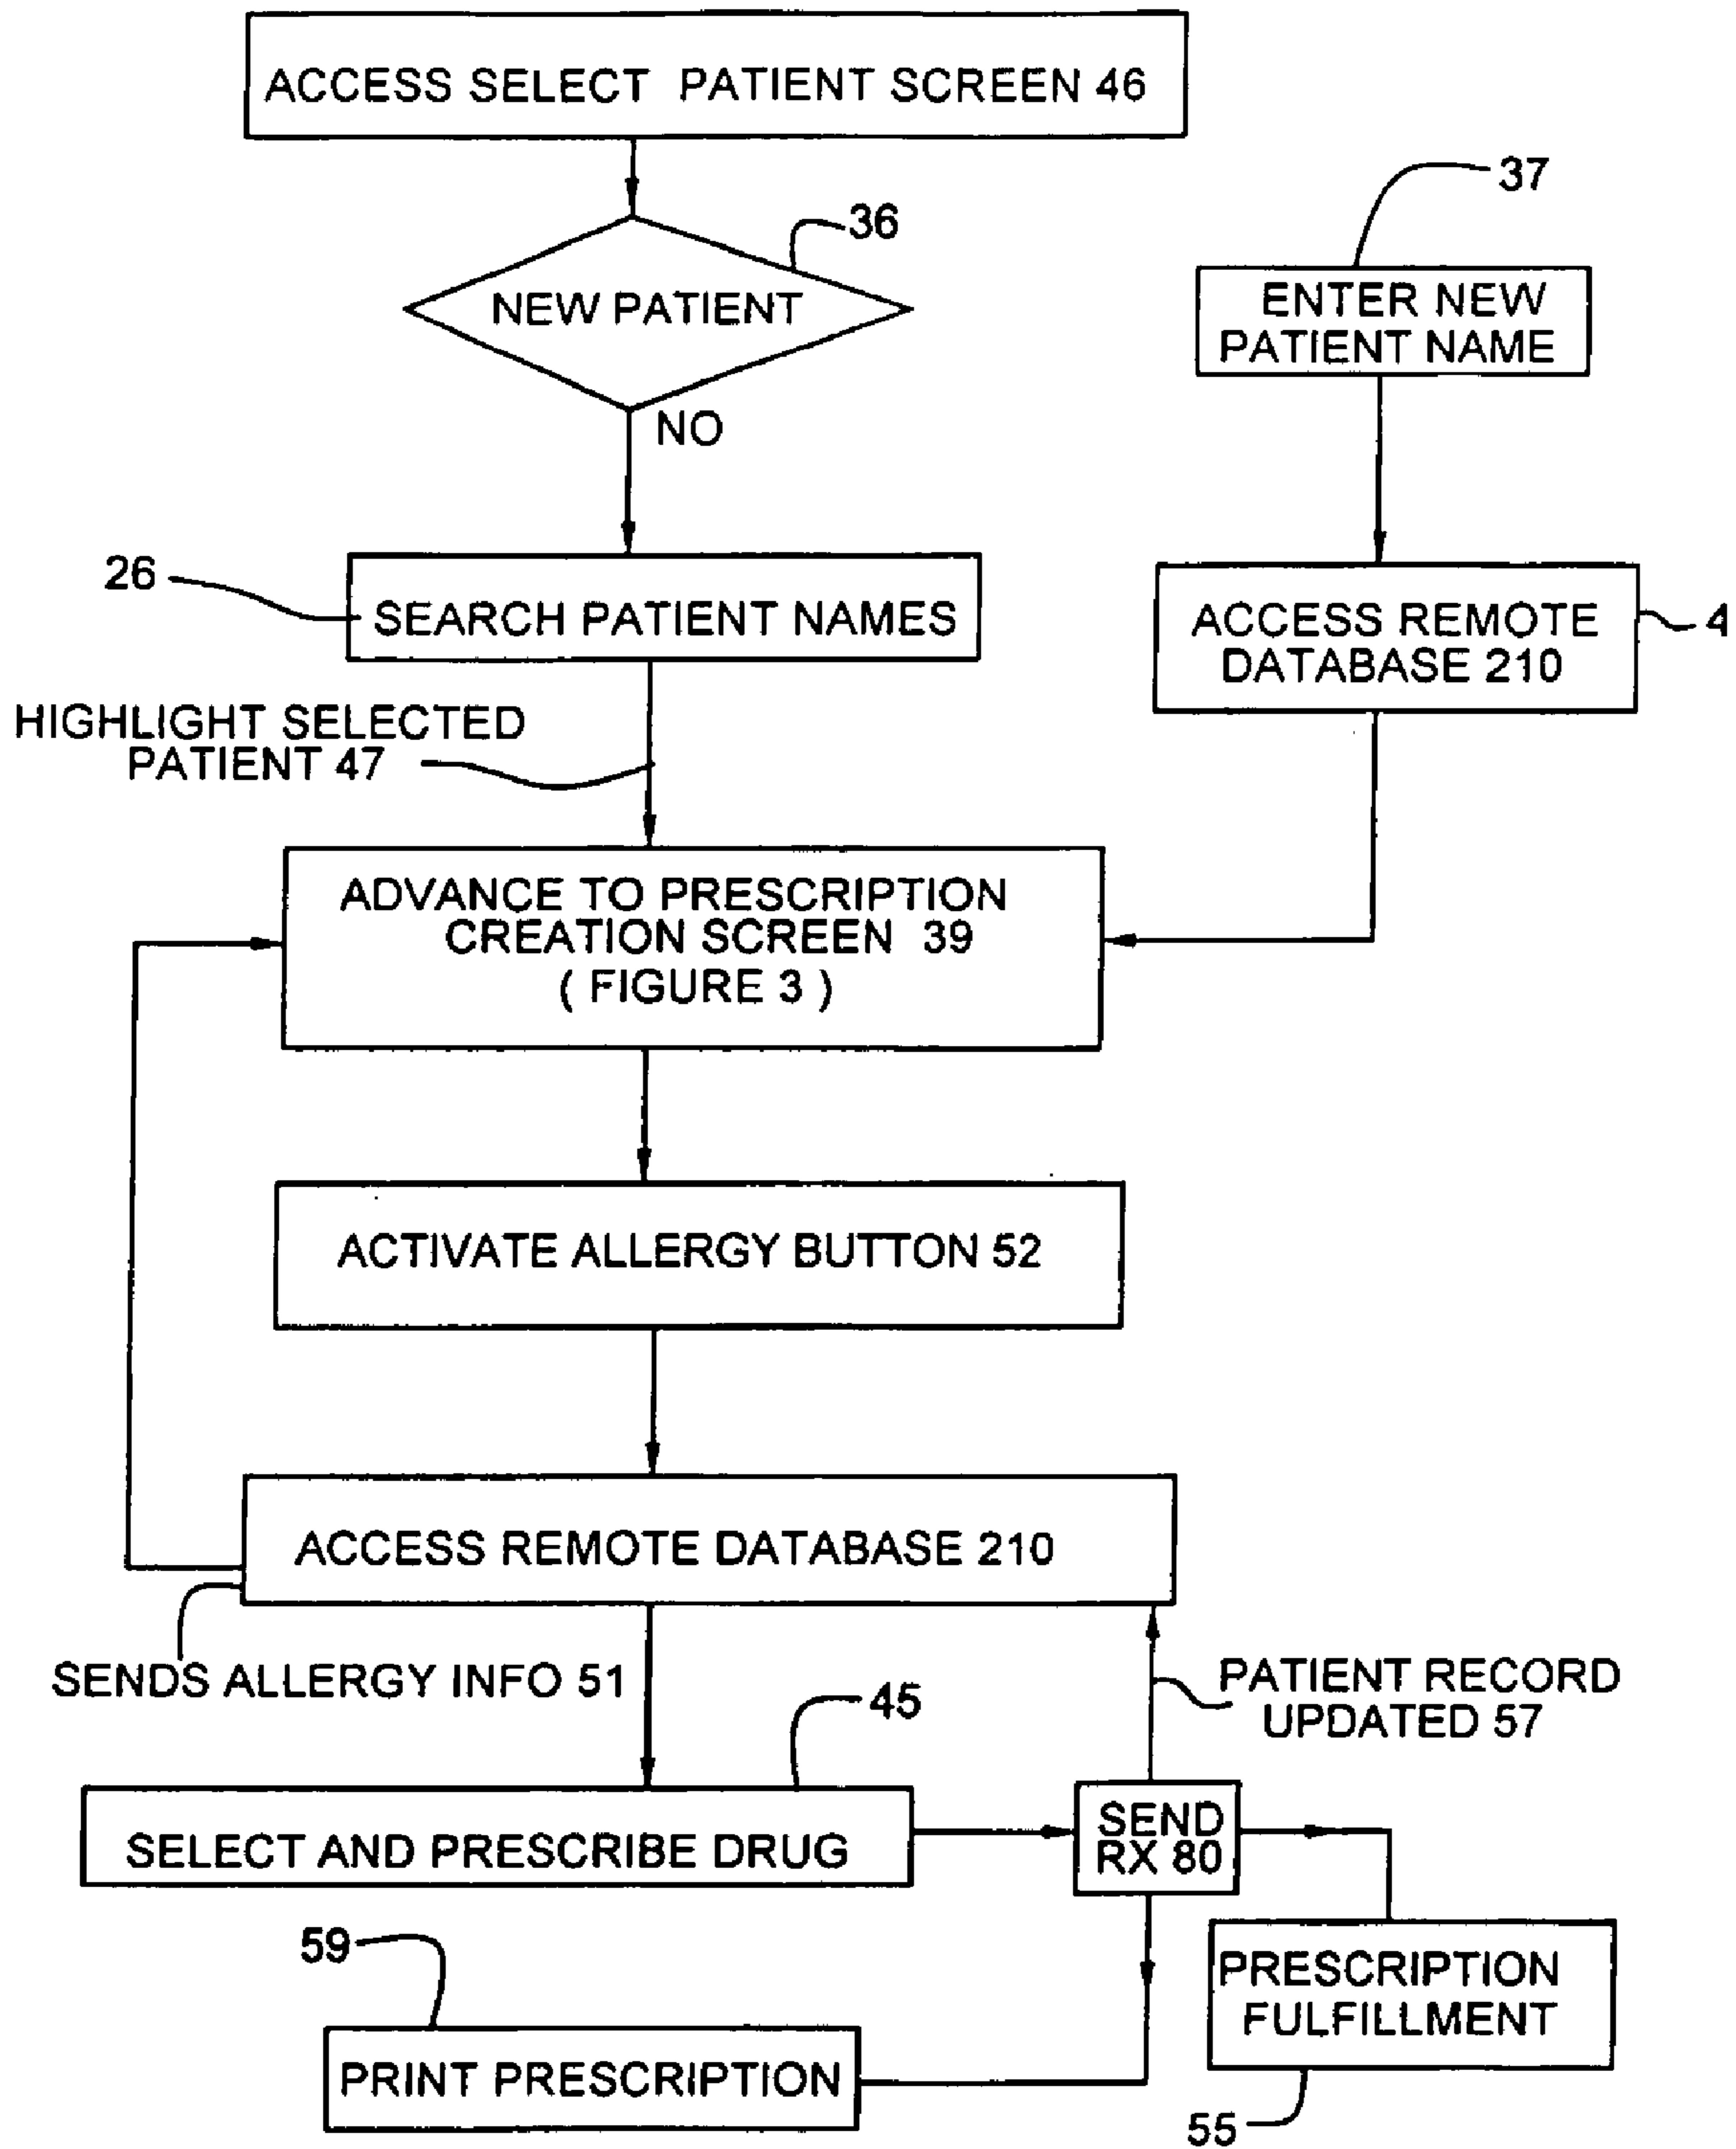 ACCESS SELECT PATIENT SCREEN 46
36
NEW PATIENT
NO
37
ENTER NEW
PATIENT NAME
26
SEARCH PATIENT NAMES
ACCESS REMOTE
DATABASE 210
4
HIGHLIGHT SELECTED
PATIENT 47
ADVANCE TO PRESCRIPTION
CREATION SCREEN 39
( FIGURE 3 )
ACTIVATE ALLERGY BUTTON 52
ACCESS REMOTE DATABASE 210
SENDS ALLERGY INFO 51
45
PATIENT RECORD
UPDATED 57
SELECT AND PRESCRIBE DRUG
SEND
RX 80
59
PRINT PRESCRIPTION
PRESCRIPTION
FULFILLMENT
55